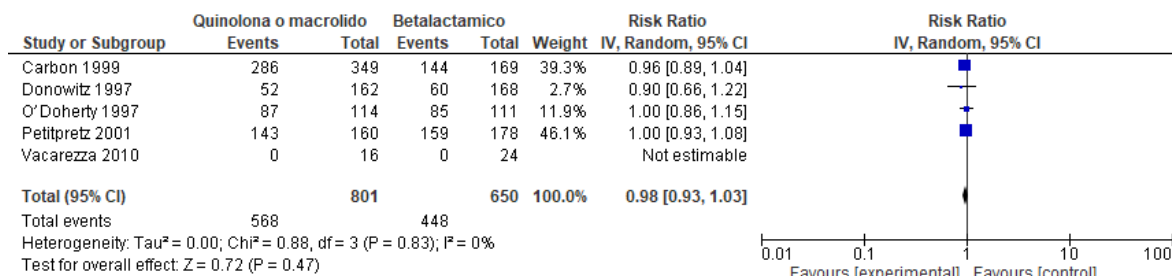 Quinolona o macrolido Betalactamico Risk Ratio Risk Ratio
Study or Subgroup Events Total Events Total Weight IV, Random, 95% CI IV, Random, 95% CI
Carbon 1999 286 349 144 169 39.3% 0.96 [0.89, 1.04]
Donowitz 1997 52 162 60 168 2.7% 0.90 [0.66, 1.22]
O'Doherty 1997 87 114 85 111 11.9% 1.00 [0.86, 1.15]
Petitpretz 2001 143 160 159 178 46.1% 1.00 [0.93, 1.08]
Vacarezza 2010 0 16 0 24 Not estimable
Total (95% CI) 801 650 100.0% 0.98 [0.93, 1.03]
Total events 568 448
Heterogeneity: Tau² = 0.00; Chi² = 0.88, df = 3 (P = 0.83); I² = 0%
Test for overall effect: Z = 0.72 (P = 0.47)
0.01 0.1 1 10 100
Favours [experimental] Favours [control]